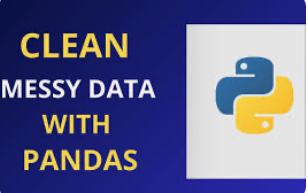 CLEAN
MESSY DATA
WITH
PANDAS